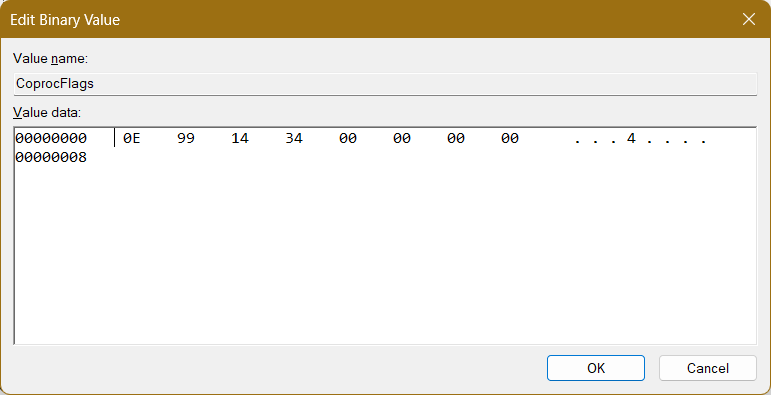 Edit Binary Value
Value name:
CoprocFlags
Value data:
00000000 0E 99 14 34 00 00 00 00 . . . 4 . . . .
00000008
OK Cancel